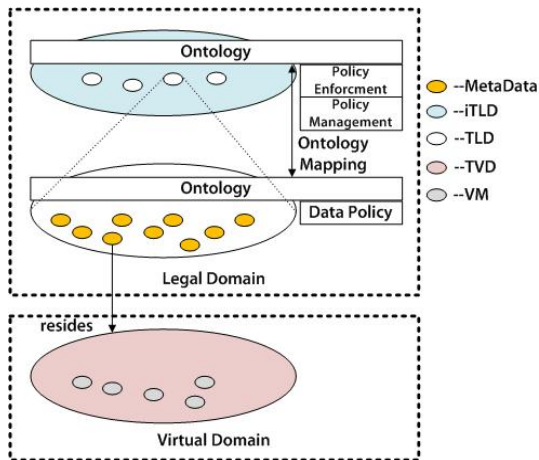 Ontology
Policy
Enforcment
Policy
Management
Ontology
Mapping
Ontology
Data Policy
Legal Domain
resides
Virtual Domain
--MetaData
--iTLD
--TLD
--TVD
--VM